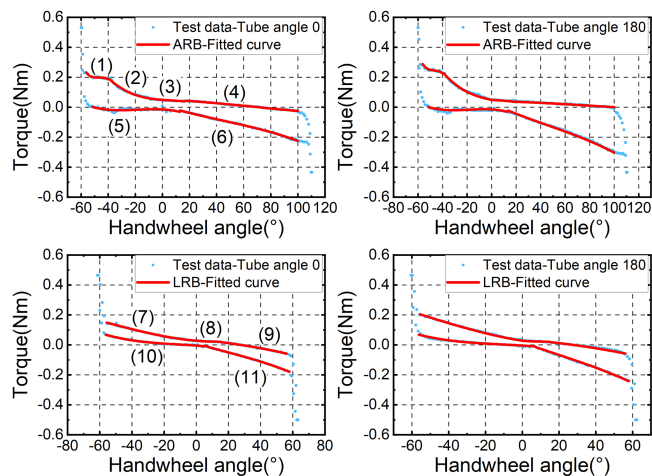 Test data-Tube angle 0
ARB-Fitted curve
(1)
(2)
(3)
(4)
(5)
(6)
0.6
0.4
0.2
0.0
-0.2
-0.4
-0.6
-60 -40 -20 0 20 40 60 80 100 120
Torque(Nm)
Handwheel angle(°)
Test data-Tube angle 180
ARB-Fitted curve
0.6
0.4
0.2
0.0
-0.2
-0.4
-0.6
-60 -40 -20 0 20 40 60 80 100 120
Torque(Nm)
Handwheel angle(°)
Test data-Tube angle 0
LRB-Fitted curve
(7)
(8)
(9)
(10)
(11)
0.6
0.4
0.2
0.0
-0.2
-0.4
-0.6
-80 -60 -40 -20 0 20 40 60 80
Torque(Nm)
Handwheel angle(°)
Test data-Tube angle 180
LRB-Fitted curve
0.6
0.4
0.2
0.0
-0.2
-0.4
-0.6
-60 -40 -20 0 20 40 60
Torque(Nm)
Handwheel angle(°)